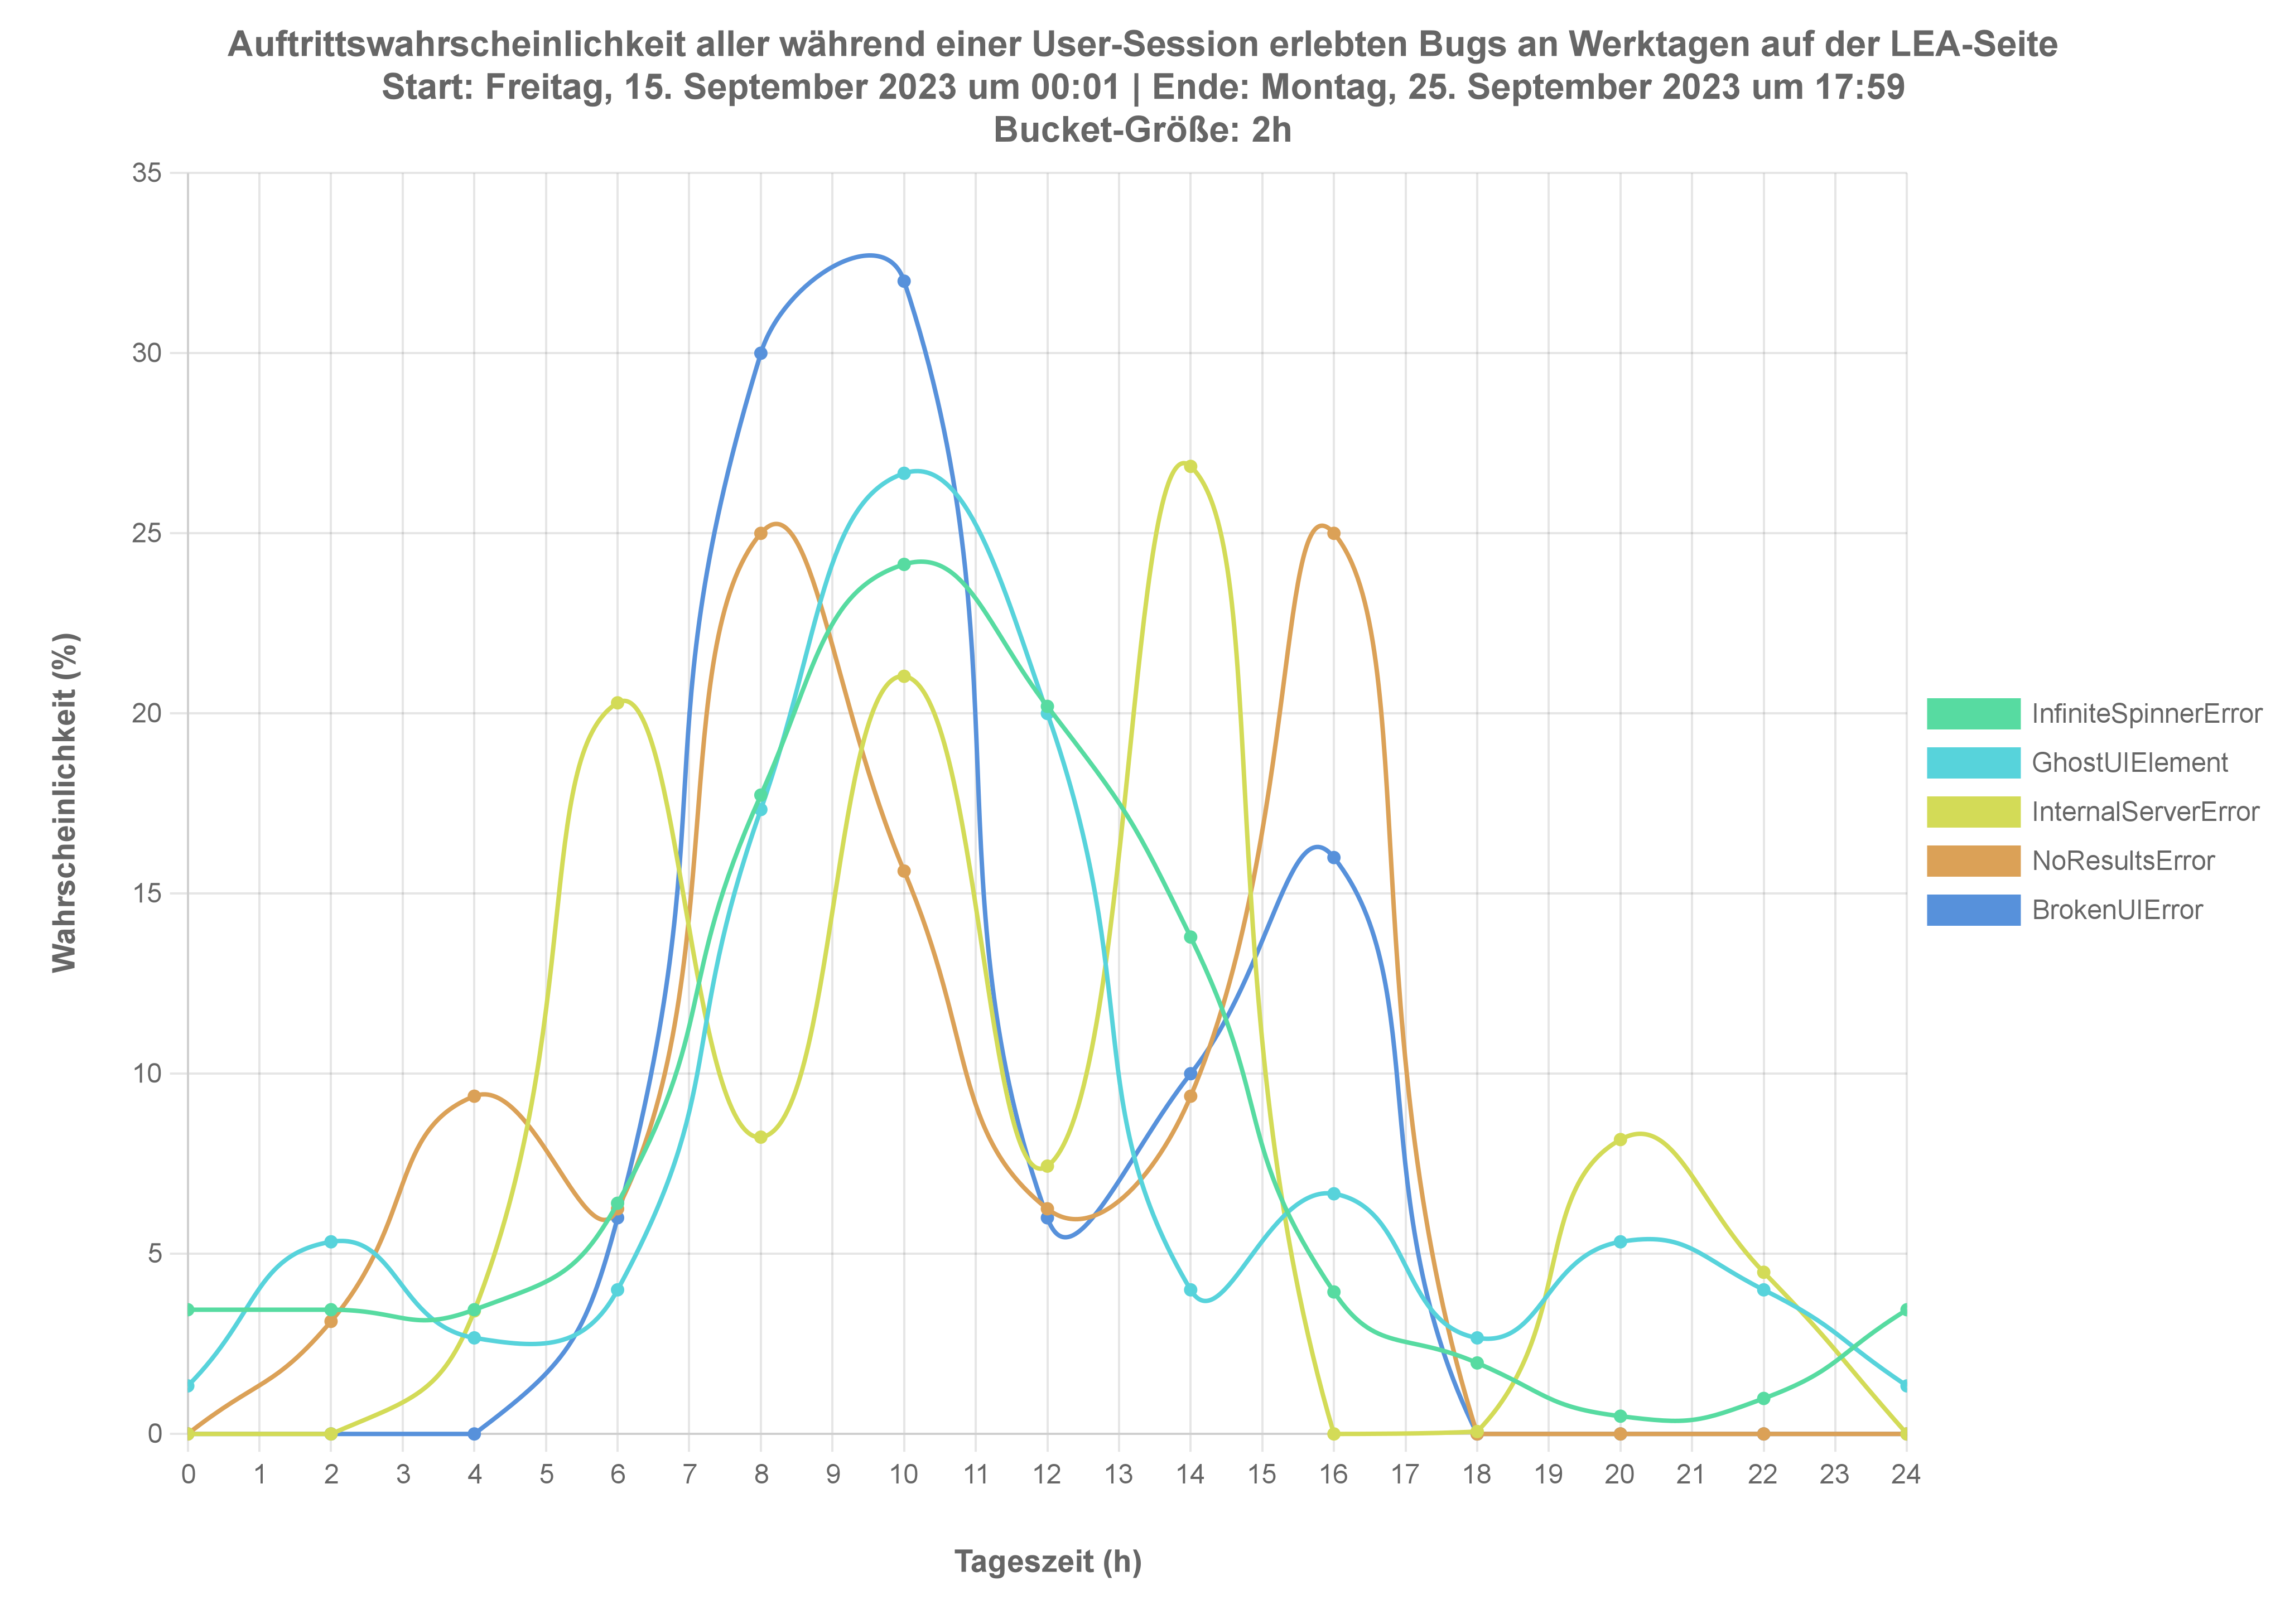 Auftrittswahrscheinlichkeit aller während einer User-Session erlebten Bugs an Werktagen auf der LEA-Seite
Start: Freitag, 15. September 2023 um 00:01 | Ende: Montag, 25. September 2023 um 17:59
Bucket-Größe: 2h
Wahrscheinlichkeit (%)
35
30
25
20
15
10
5
0
0 1 2 3 4 5 6 7 8 9 10 11 12 13 14 15 16 17 18 19 20 21 22 23 24
Tageszeit (h)
InfiniteSpinnerError
GhostUIElement
InternalServerError
NoResultsError
BrokenUIError